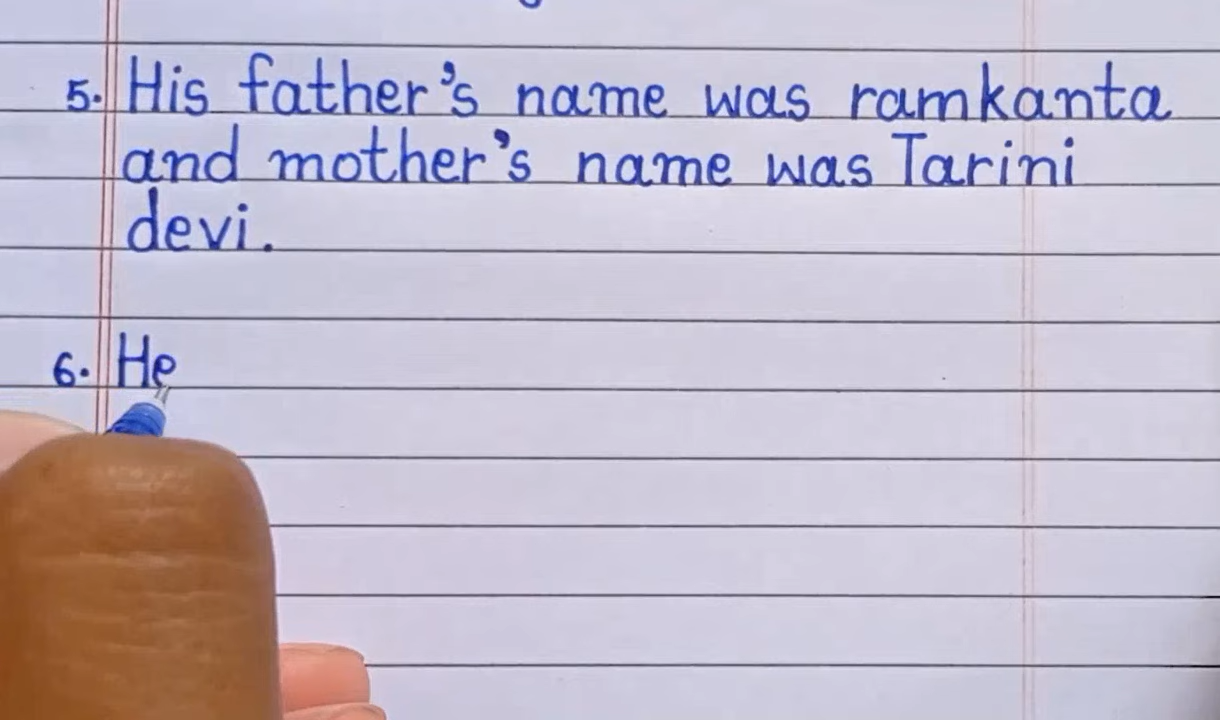 5. His father's name was ramkanta
and mother's name was Tarini
devi.
6. He